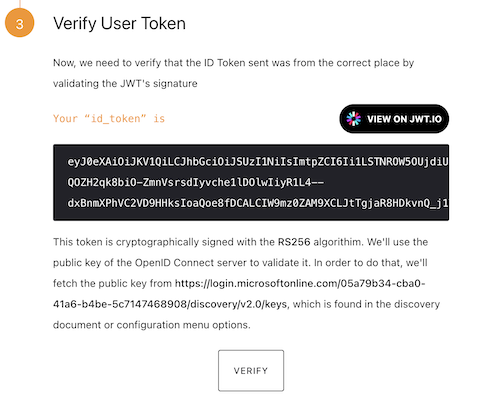 3
Verify User Token
Now, we need to verify that the ID Token sent was from the correct place by
validating the JWT's signature
Your “id_token” is
VIEW ON JWT.IO
eyJ0eXAiOiJKV1QiLCJhbGciOiJSUzI1NiIsImtpZCI6Ii1LSTNROW5OUjdiU
QOZH2qk8biO-ZmnVsrsdIyvche1lDOlwIiyR1L4--
dxBnmXPhVC2VD9HHksIoaQoe8fDCALCIW9mz0ZAM9XCLJtTgjaR8HDkvnQ_j1
This token is cryptographically signed with the RS256 algorithim. We'll use the
public key of the OpenID Connect server to validate it. In order to do that, we'll
fetch the public key from https://login.microsoftonline.com/05a79b34-cba0-
41a6-b4be-5c7147468908/discovery/v2.0/keys, which is found in the discovery
document or configuration menu options.
VERIFY